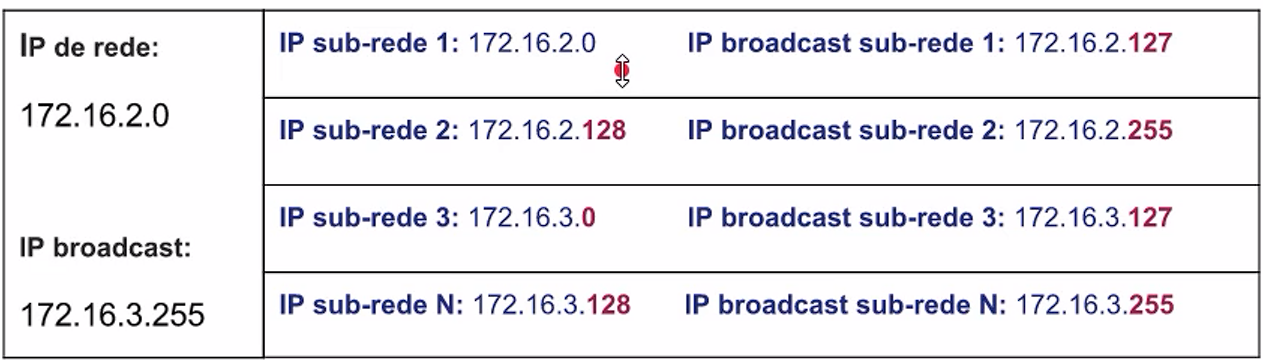 IP de rede:
172.16.2.0
IP broadcast:
172.16.3.255
IP sub-rede 1: 172.16.2.0 IP broadcast sub-rede 1: 172.16.2.127
IP sub-rede 2: 172.16.2.128 IP broadcast sub-rede 2: 172.16.2.255
IP sub-rede 3: 172.16.3.0 IP broadcast sub-rede 3: 172.16.3.127
IP sub-rede N: 172.16.3.128 IP broadcast sub-rede N: 172.16.3.255